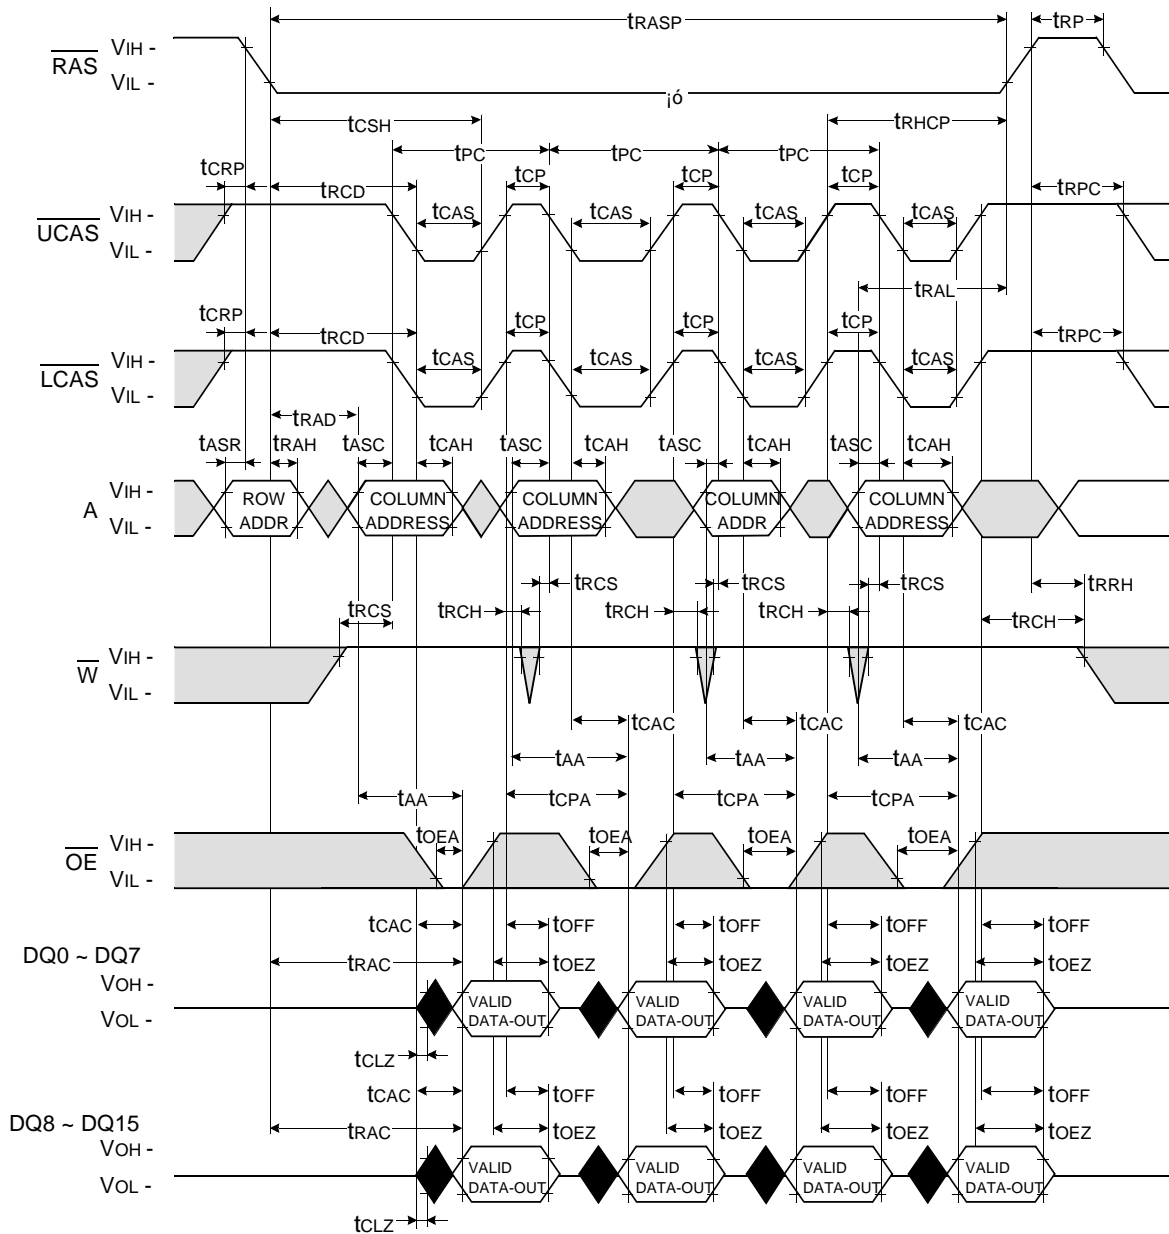 tRASP tRP
RAS VIH -
VIL -
¡ó
tCSH tRHCP
tPC tPC tPC
tCRP tCP tCP tCP
tRCD tRPC
UCAS VIH - tCAS tCAS tCAS tCAS
VIL -
tRAL
tCRP tCP tCP tCP
tRCD tRPC
LCAS VIH - tCAS tCAS tCAS tCAS
VIL -
tRAD
tASR tRAH tASC tCAH tASC tCAH tASC tCAH tASC tCAH
A VIH - ROW COLUMN COLUMN COLUMN COLUMN
VIL - ADDR ADDRESS ADDRESS ADDR ADDRESS
tRCS tRCS tRRH
tRCS tRCH tRCH tRCH tRCH
W VIH -
VIL -
tCAC tCAC tCAC
tAA tAA tAA
tAA tCPA tCPA tCPA
OE VIH - tOEA tOEA tOEA tOEA
VIL -
tCAC tOFF tOFF tOFF tOFF
DQ0 ~ DQ7 tRAC tOEZ tOEZ tOEZ tOEZ
VOH - VALID VALID VALID VALID
VOL - DATA-OUT DATA-OUT DATA-OUT DATA-OUT
tCLZ
tCAC tOFF tOFF tOFF tOFF
DQ8 ~ DQ15 tRAC tOEZ tOEZ tOEZ tOEZ
VOH - VALID VALID VALID VALID
VOL - DATA-OUT DATA-OUT DATA-OUT DATA-OUT
tCLZ